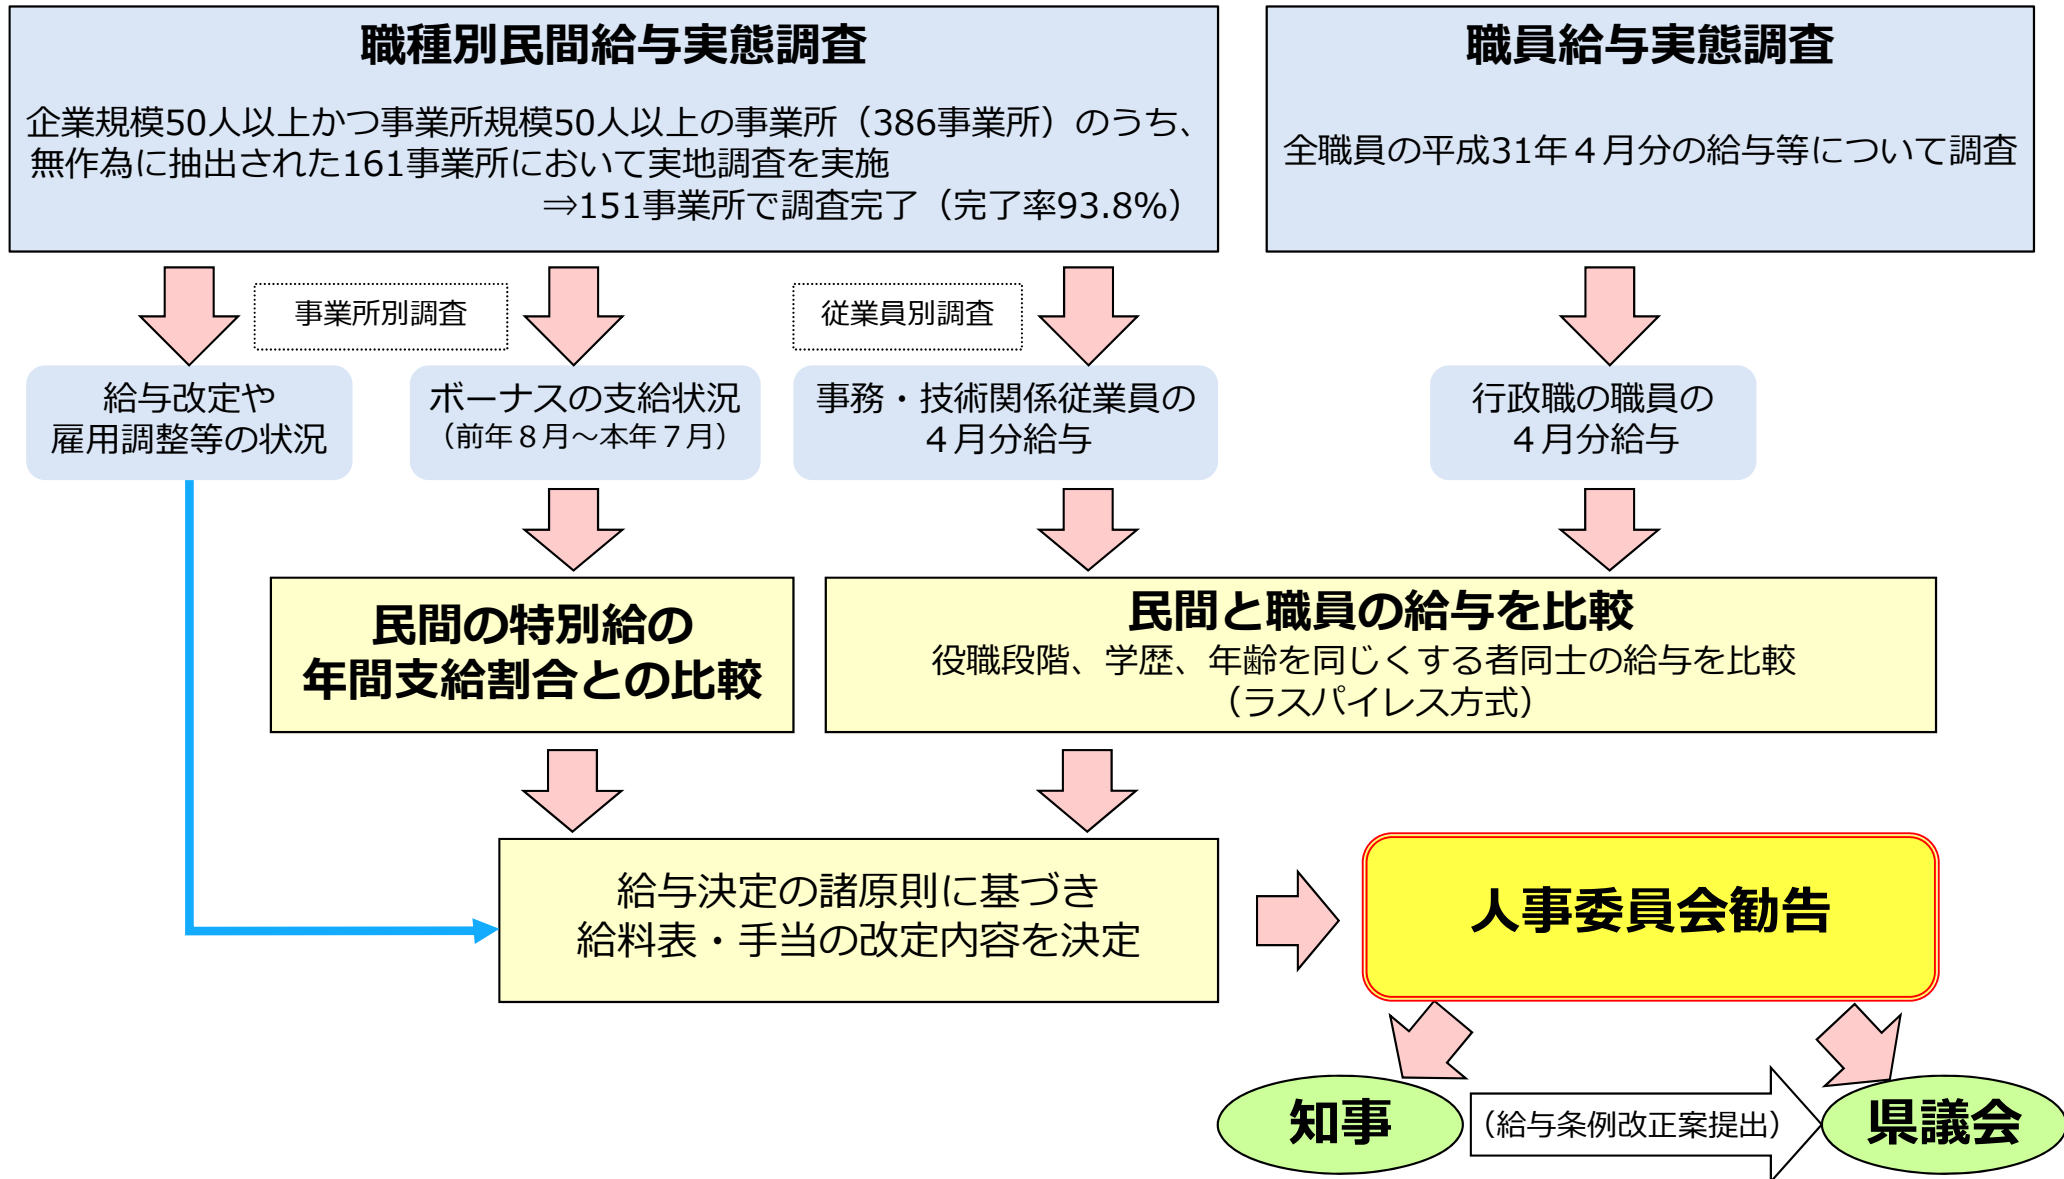 職種別民間給与実態調査
企業規模50人以上かつ事業所規模50人以上の事業所（386事業所）のうち、
無作為に抽出された161事業所において実地調査を実施
⇒151事業所で調査完了（完了率93.8%）
職員給与実態調査
全職員の平成31年４月分の給与等について調査
事業所別調査
従業員別調査
給与改定や
雇用調整等の状況
ボーナスの支給状況
（前年８月～本年７月）
事務・技術関係従業員の
４月分給与
行政職の職員の
４月分給与
民間の特別給の
年間支給割合との比較
民間と職員の給与を比較
役職段階、学歴、年齢を同じくする者同士の給与を比較
（ラスパイレス方式）
給与決定の諸原則に基づき
給料表・手当の改定内容を決定
人事委員会勧告
知事
（給与条例改正案提出）
県議会